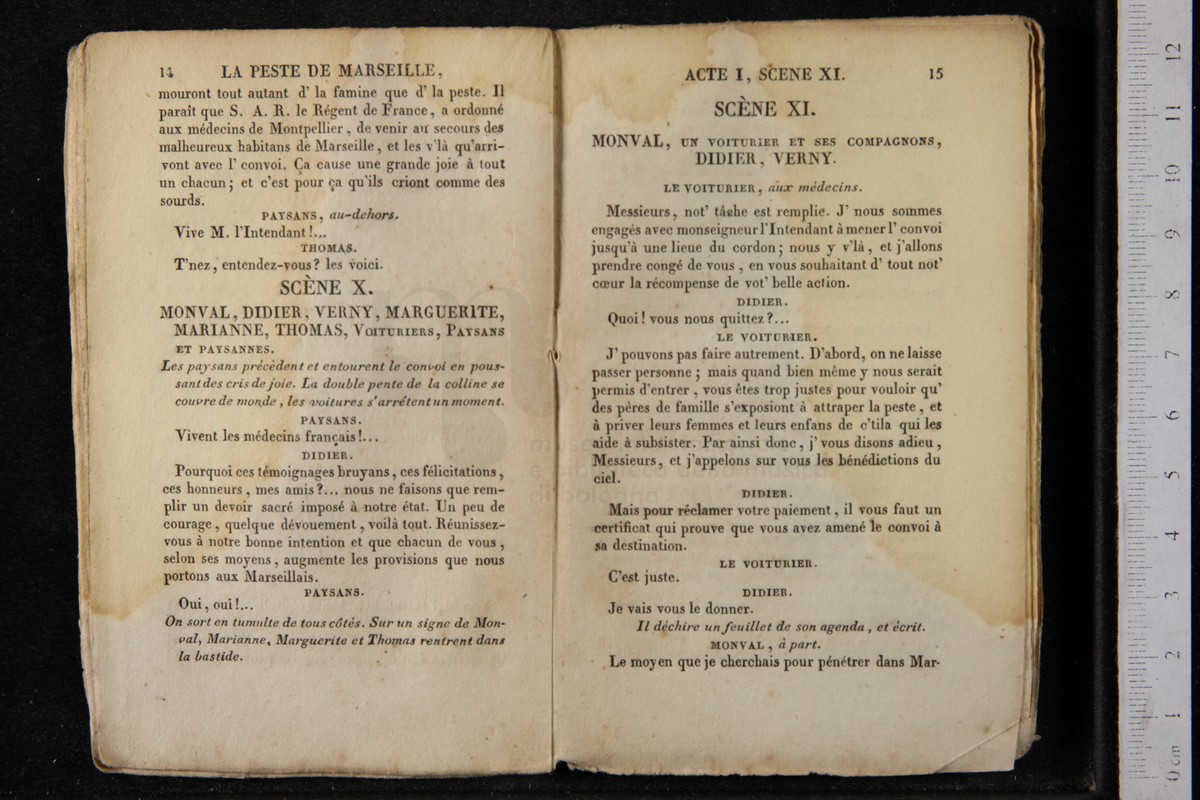 14 LA PESTE DE MARSEILLE,
mouront tout autant d' la famine que d' la peste. Il
paraît que S. A. R. le Régent de France, a ordonné
aux médecins de Montpellier, de venir au secours des
malheureux habitans de Marseille, et les v'là qu'arri-
vont avec l' convoi. Ça cause une grande joie à tout
un chacun; et c'est pour ça qu'ils criont comme des
sourds.
PAYSANS, au-dehors.
Vive M. l'Intendant!...
THOMAS.
T'nez, entendez-vous? les voici.
SCÈNE X.
MONVAL, DIDIER, VERNY, MARGUERITE,
MARIANNE, THOMAS, VOITURIERS, PAYSANS
ET PAYSANNES.
Les paysans précèdent et entourent le convoi en pous-
sant des cris de joie. La double pente de la colline se
couvre de monde, les voitures s'arrêtent un moment.
PAYSANS.
Vivent les médecins français!...
DIDIER.
Pourquoi ces témoignages bruyans, ces félicitations,
ces honneurs, mes amis?... nous ne faisons que rem-
plir un devoir sacré imposé à notre état. Un peu de
courage, quelque dévouement, voilà tout. Réunissez-
vous à notre bonne intention et que chacun de vous,
selon ses moyens, augmente les provisions que nous
portons aux Marseillais.
PAYSANS.
Oui, oui!...
On sort en tumulte de tous côtés. Sur un signe de Mon-
val, Marianne, Marguerite et Thomas rentrent dans
la bastide.
ACTE I, SCENE XI. 15
SCÈNE XI.
MONVAL, UN VOITURIER ET SES COMPAGNONS,
DIDIER, VERNY.
LE VOITURIER, aux médecins.
Messieurs, not' tâche est remplie. J' nous sommes
engagés avec monseigneur l'Intendant à mener l' convoi
jusqu'à une lieue du cordon; nous y v'là, et j'allons
prendre congé de vous, en vous souhaitant d' tout not'
cœur la récompense de vot' belle action.
DIDIER.
Quoi! vous nous quittez?...
LE VOITURIER.
J' pouvons pas faire autrement. D'abord, on ne laisse
passer personne; mais quand bien même y nous serait
permis d'entrer, vous êtes trop justes pour vouloir qu'
des pères de famille s'exposiont à attraper la peste, et
à priver leurs femmes et leurs enfans de c'tila qui les
aide à subsister. Par ainsi donc, j' vous disons adieu,
Messieurs, et j'appelons sur vous les bénédictions du
ciel.
DIDIER.
Mais pour réclamer votre paiement, il vous faut un
certificat qui prouve que vous avez amené le convoi à
sa destination.
LE VOITURIER.
C'est juste.
DIDIER.
Je vais vous le donner.
Il déchire un feuillet de son agenda, et écrit.
MONVAL, à part.
Le moyen que je cherchais pour pénétrer dans Mar-
0 cm 1 2 3 4 5 6 7 8 9 10 11 12